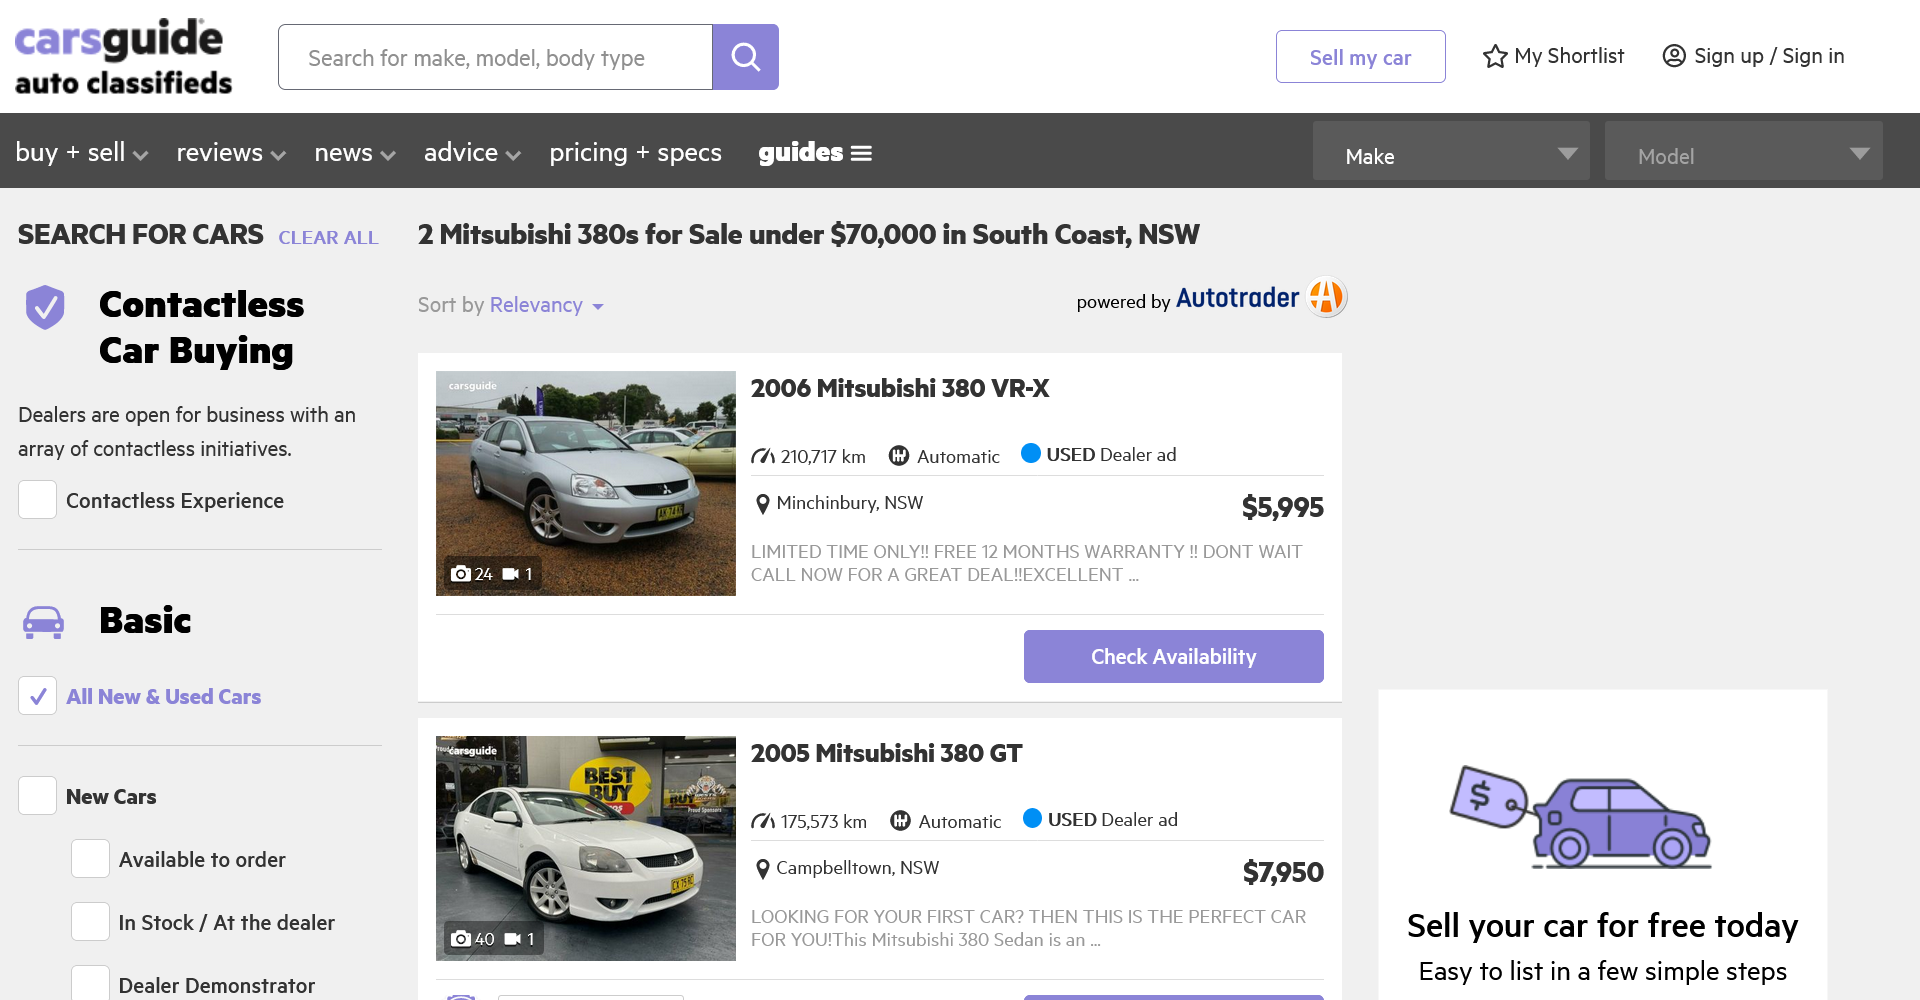 carsguide
auto classifieds
Search for make, model, body type
Sell my car
My Shortlist
Sign up / Sign in
buy + sell
reviews
news
advice
pricing + specs
guides
Make
Model
SEARCH FOR CARS
CLEAR ALL
Contactless
Car Buying
Dealers are open for business with an
array of contactless initiatives.
Contactless Experience
Basic
All New & Used Cars
New Cars
Available to order
In Stock / At the dealer
Dealer Demonstrator
2 Mitsubishi 380s for Sale under $70,000 in South Coast, NSW
Sort by Relevancy
powered by Autotrader
carsguide
24
1
2006 Mitsubishi 380 VR-X
210,717 km
Automatic
USED Dealer ad
Minchinbury, NSW
$5,995
LIMITED TIME ONLY!! FREE 12 MONTHS WARRANTY !! DONT WAIT
CALL NOW FOR A GREAT DEAL!!EXCELLENT ...
Check Availability
carsguide
BEST
BUY
Proud Sponsors
40
1
2005 Mitsubishi 380 GT
175,573 km
Automatic
USED Dealer ad
Campbelltown, NSW
$7,950
LOOKING FOR YOUR FIRST CAR? THEN THIS IS THE PERFECT CAR
FOR YOU!This Mitsubishi 380 Sedan is an ...
$
Sell your car for free today
Easy to list in a few simple steps